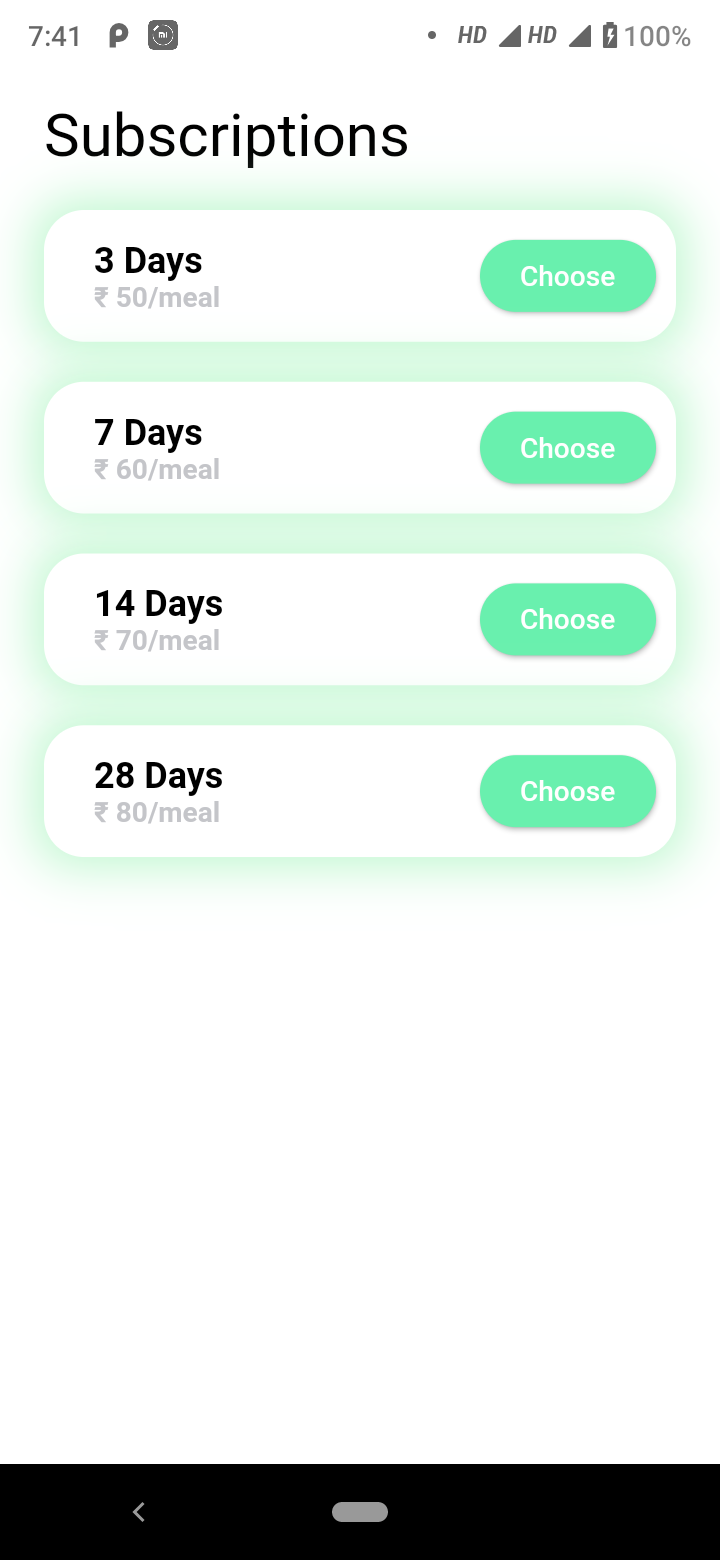 7:41 HD HD 100%
Subscriptions
3 Days
₹ 50/meal
Choose
7 Days
₹ 60/meal
Choose
14 Days
₹ 70/meal
Choose
28 Days
₹ 80/meal
Choose